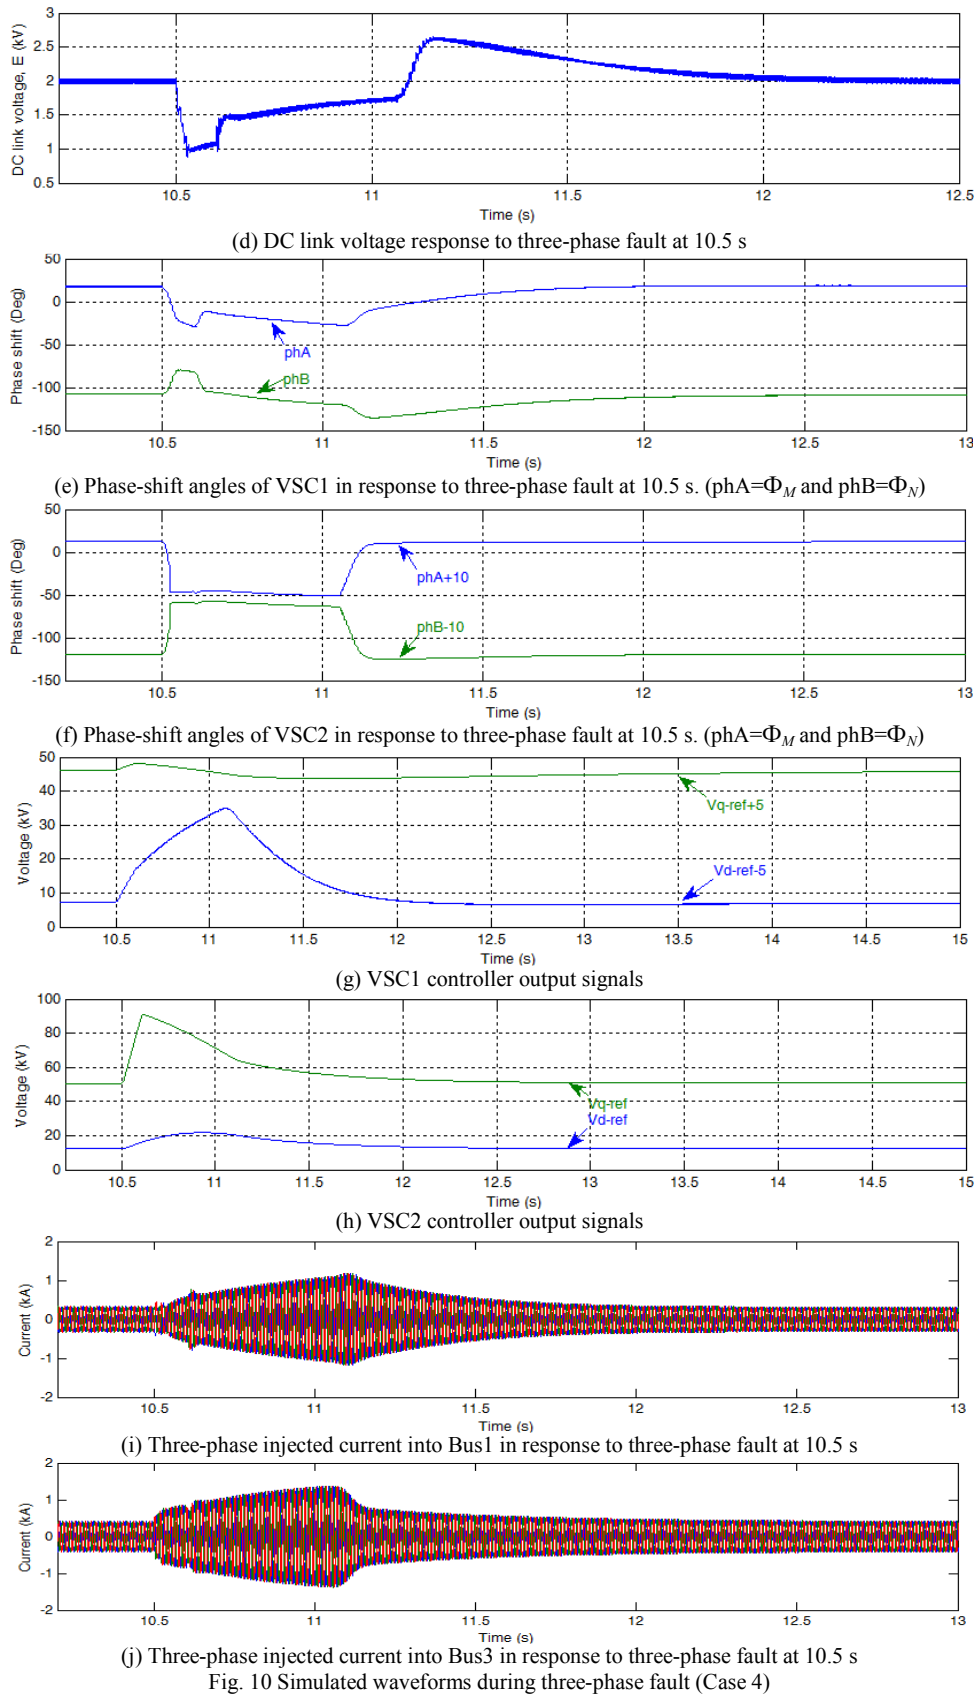 3
2.5
2
1.5
1
0.5
DC link voltage, E (kV)
10.5 11 11.5 12 12.5
Time (s)
(d) DC link voltage response to three-phase fault at 10.5 s
50
0
-50
-100
-150
Phase shift (Deg)
phA
phB
10.5 11 11.5 12 12.5 13
Time (s)
(e) Phase-shift angles of VSC1 in response to three-phase fault at 10.5 s. (phA=Φ_M and phB=Φ_N)
50
0
-50
-100
-150
Phase shift (Deg)
phA+10
phB-10
10.5 11 11.5 12 12.5 13
Time (s)
(f) Phase-shift angles of VSC2 in response to three-phase fault at 10.5 s. (phA=Φ_M and phB=Φ_N)
50
40
30
20
10
0
Voltage (kV)
Vq-ref+5
Vd-ref-5
10.5 11 11.5 12 12.5 13 13.5 14 14.5 15
Time (s)
(g) VSC1 controller output signals
100
80
60
40
20
0
Voltage (kV)
Vq-ref
Vd-ref
10.5 11 11.5 12 12.5 13 13.5 14 14.5 15
Time (s)
(h) VSC2 controller output signals
2
1
0
-1
-2
Current (kA)
10.5 11 11.5 12 12.5 13
Time (s)
(i) Three-phase injected current into Bus1 in response to three-phase fault at 10.5 s
2
1
0
-1
-2
Current (kA)
10.5 11 11.5 12 12.5 13
Time (s)
(j) Three-phase injected current into Bus3 in response to three-phase fault at 10.5 s
Fig. 10 Simulated waveforms during three-phase fault (Case 4)